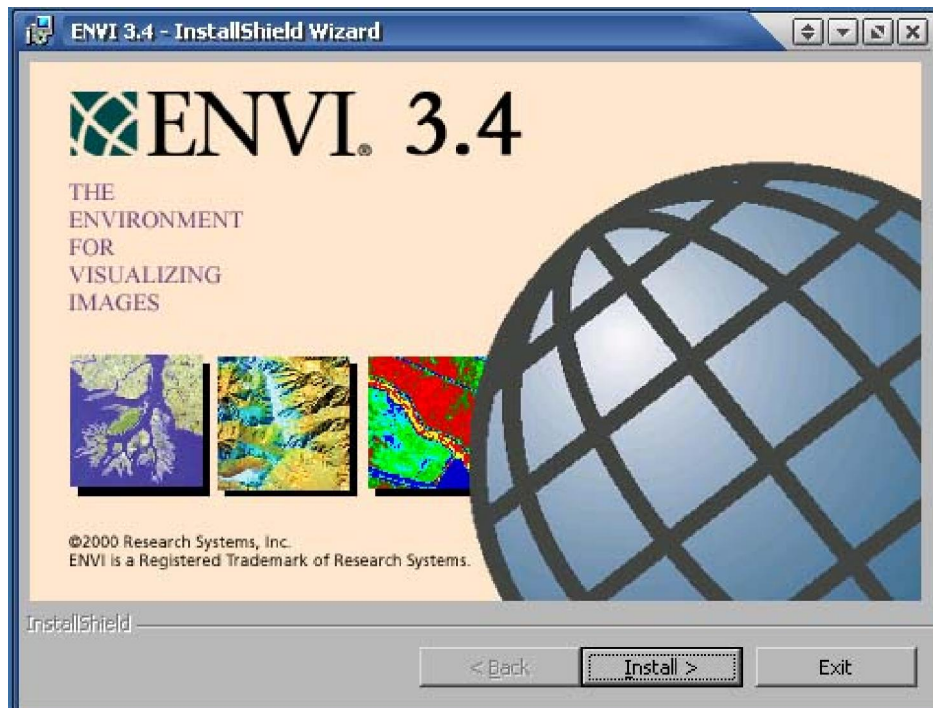 ENVI 3.4 - InstallShield Wizard
ENVI® 3.4
THE
ENVIRONMENT
FOR
VISUALIZING
IMAGES
©2000 Research Systems, Inc.
ENVI is a Registered Trademark of Research Systems.
InstallShield
< Back
Install >
Exit